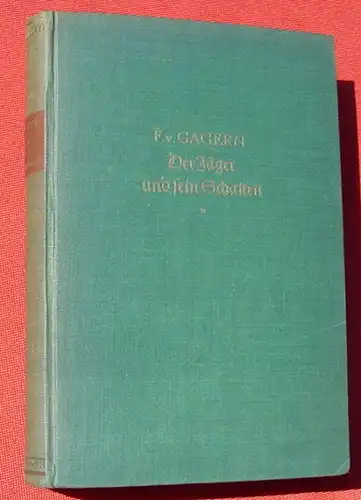 F. v. GAGERN
Der Jäger
und sein Schatten